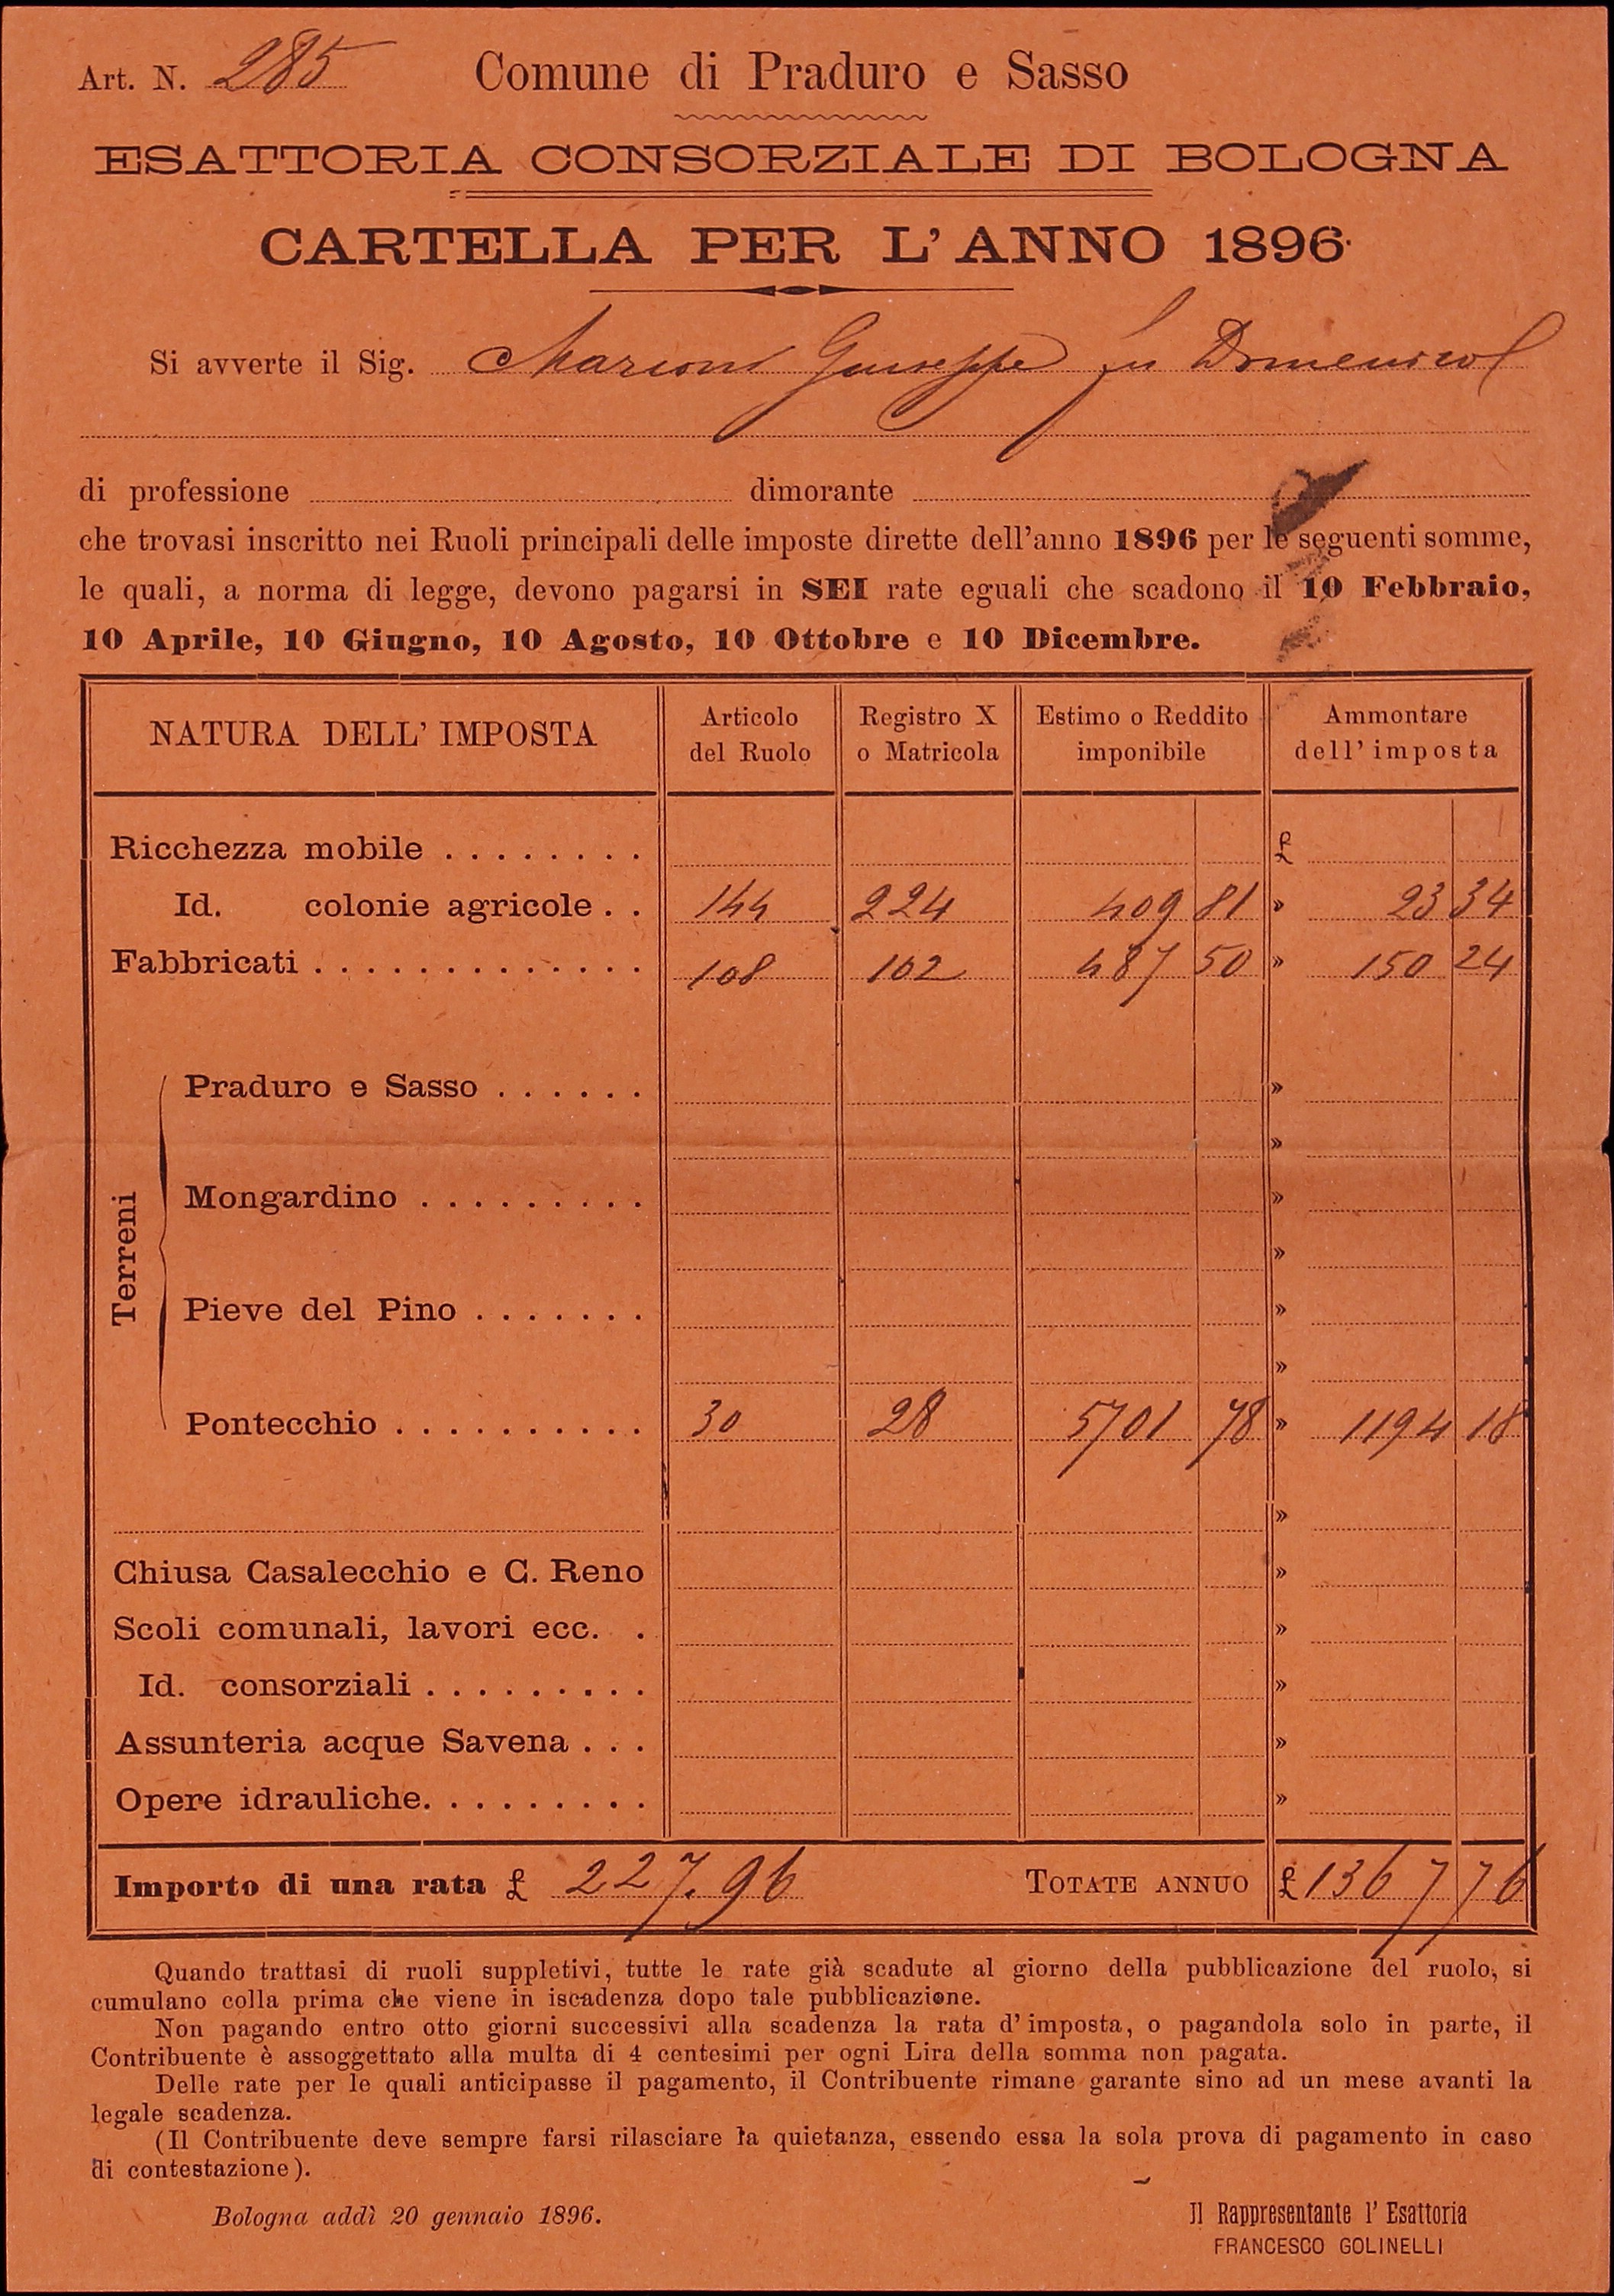 Art. N. 285 Comune di Praduro e Sasso
ESATTORIA CONSORZIALE DI BOLOGNA
CARTELLA PER L' ANNO 1896
Si avverte il Sig. Giuseppe fu Domenico
di professione dimorante
che trovasi inscritto nei Ruoli principali delle imposte dirette dell'anno 1896 per le seguenti somme,
le quali, a norma di legge, devono pagarsi in SEI rate eguali che scadono il 10 Febbraio,
10 Aprile, 10 Giugno, 10 Agosto, 10 Ottobre e 10 Dicembre.
NATURA DELL' IMPOSTA Articolo del Ruolo Registro X o Matricola Estimo o Reddito imponibile Ammontare dell' imposta
Ricchezza mobile . . . . . . . . £
Id. colonie agricole . . 144 224 409 81 » 23 34
Fabbricati . . . . . . . . . . . . . 108 102 487 50 » 150 24
Terreni
Praduro e Sasso . . . . . . »
»
Mongardino . . . . . . . . . »
»
Pieve del Pino . . . . . . . »
»
Pontecchio . . . . . . . . . . 30 28 5701 78 » 1194 18
»
Chiusa Casalecchio e C. Reno »
Scoli comunali, lavori ecc. . »
Id. consorziali . . . . . . . . . »
Assunteria acque Savena . . . »
Opere idrauliche. . . . . . . . . »
Importo di una rata £ 227.96 TOTATE ANNUO £ 1367 76
Quando trattasi di ruoli suppletivi, tutte le rate già scadute al giorno della pubblicazione del ruolo, si
cumulano colla prima che viene in iscadenza dopo tale pubblicazione.
Non pagando entro otto giorni successivi alla scadenza la rata d' imposta, o pagandola solo in parte, il
Contribuente è assoggettato alla multa di 4 centesimi per ogni Lira della somma non pagata.
Delle rate per le quali anticipasse il pagamento, il Contribuente rimane garante sino ad un mese avanti la
legale scadenza.
(Il Contribuente deve sempre farsi rilasciare la quietanza, essendo essa la sola prova di pagamento in caso
di contestazione).
Bologna addì 20 gennaio 1896.
Il Rappresentante l' Esattoria
FRANCESCO GOLINELLI